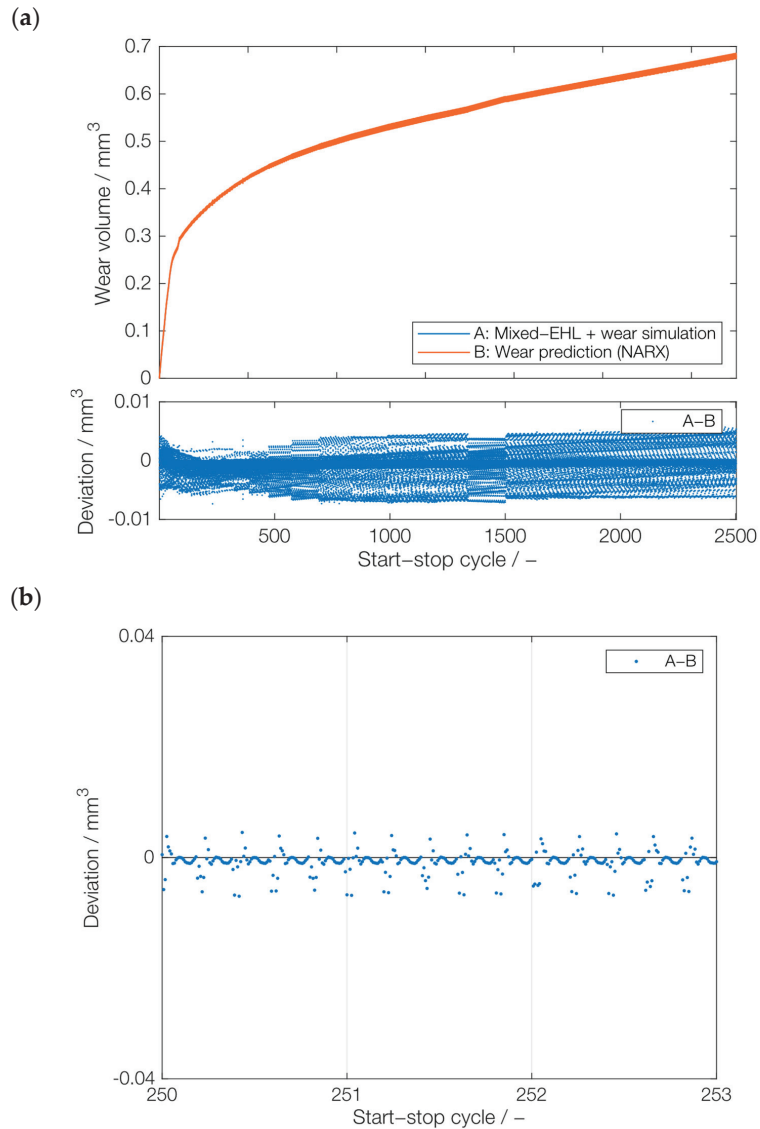 (a)
0.7
0.6
0.5
0.4
0.3
0.2
0.1
0
Wear volume / mm³
A: Mixed–EHL + wear simulation
B: Wear prediction (NARX)
0.01
0
-0.01
Deviation / mm³
A–B
500
1000
1500
2000
2500
Start–stop cycle / –
(b)
0.04
0
-0.04
Deviation / mm³
A–B
250
251
252
253
Start–stop cycle / –